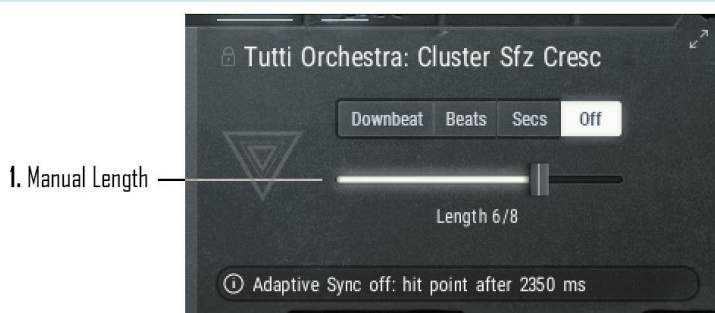 Tutti Orchestra: Cluster Sfz Cresc
Downbeat Beats Secs Off
1. Manual Length
Length 6/8
Adaptive Sync off: hit point after 2350 ms